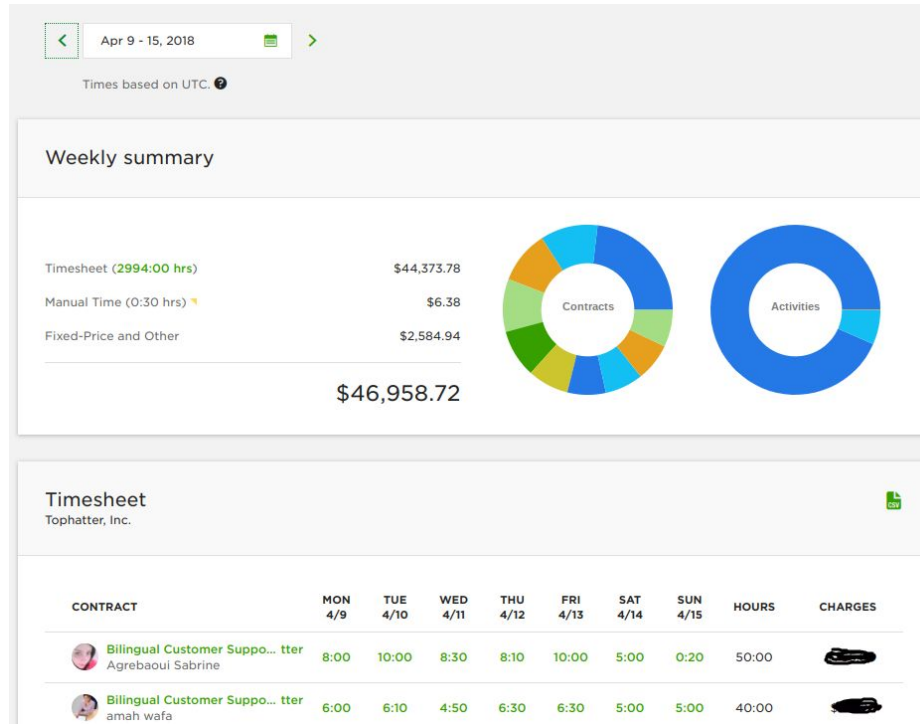 Apr 9 - 15, 2018
Times based on UTC. ?
Weekly summary
Timesheet (2994:00 hrs) $44,373.78
Manual Time (0:30 hrs) $6.38
Fixed-Price and Other $2,584.94
$46,958.72
Contracts
Activities
Timesheet
Tophatter, Inc.
CSV
CONTRACT MON 4/9 TUE 4/10 WED 4/11 THU 4/12 FRI 4/13 SAT 4/14 SUN 4/15 HOURS CHARGES
Bilingual Customer Suppo... tter 8:00 10:00 8:30 8:10 10:00 5:00 0:20 50:00
Agrebaoui Sabrine
Bilingual Customer Suppo... tter 6:00 6:10 4:50 6:30 6:30 5:00 5:00 40:00
amah wafa